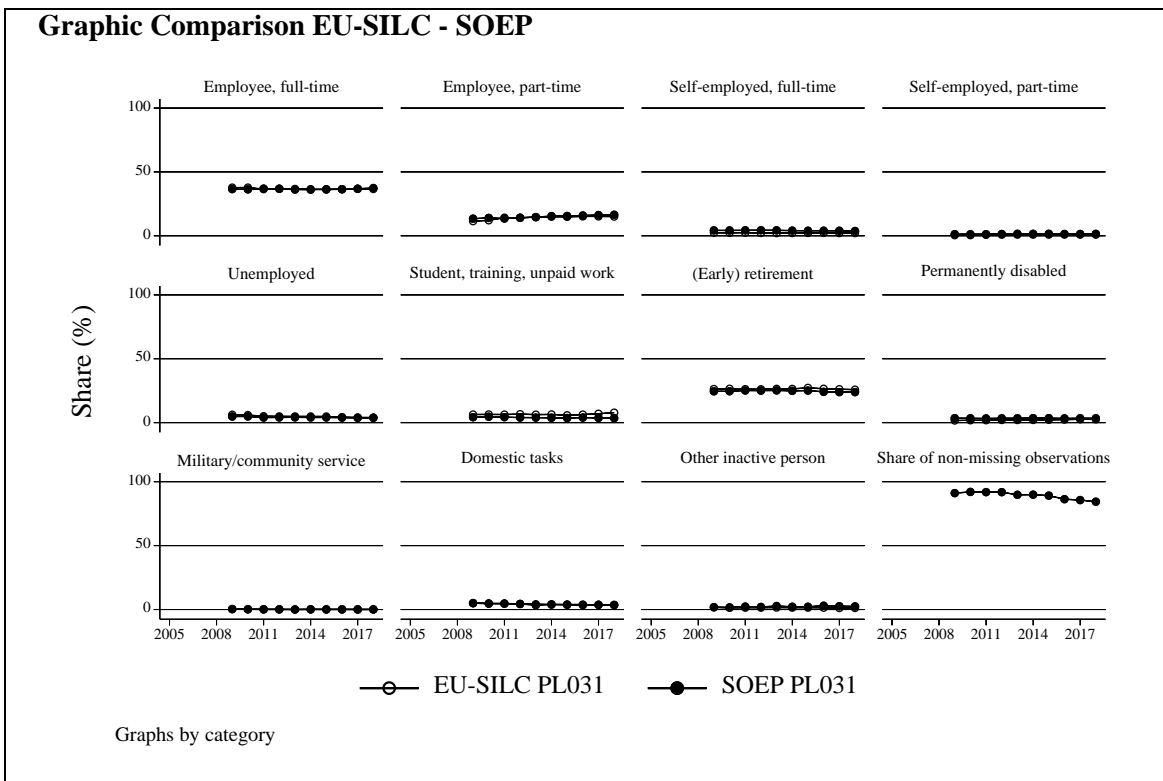 Graphic Comparison EU-SILC - SOEP
Employee, full-time Employee, part-time Self-employed, full-time Self-employed, part-time
100
50
0
Unemployed Student, training, unpaid work (Early) retirement Permanently disabled
100
50
0
Share (%)
Military/community service Domestic tasks Other inactive person Share of non-missing observations
100
50
0
2005 2008 2011 2014 2017 2005 2008 2011 2014 2017 2005 2008 2011 2014 2017 2005 2008 2011 2014 2017
EU-SILC PL031 SOEP PL031
Graphs by category